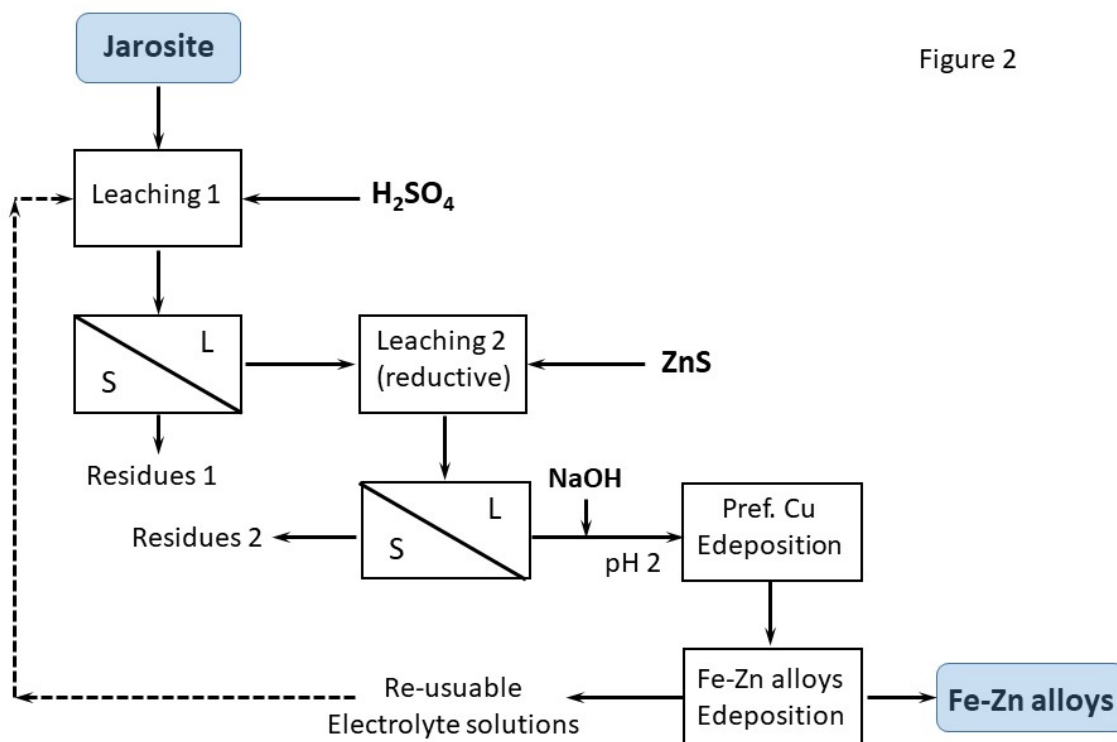 Jarosite
Figure 2
Leaching 1
H₂SO₄
L
S
Leaching 2
(reductive)
ZnS
Residues 1
NaOH
L
S
Residues 2
pH 2
Pref. Cu
Edeposition
Re-usuable
Electrolyte solutions
Fe-Zn alloys
Edeposition
Fe-Zn alloys